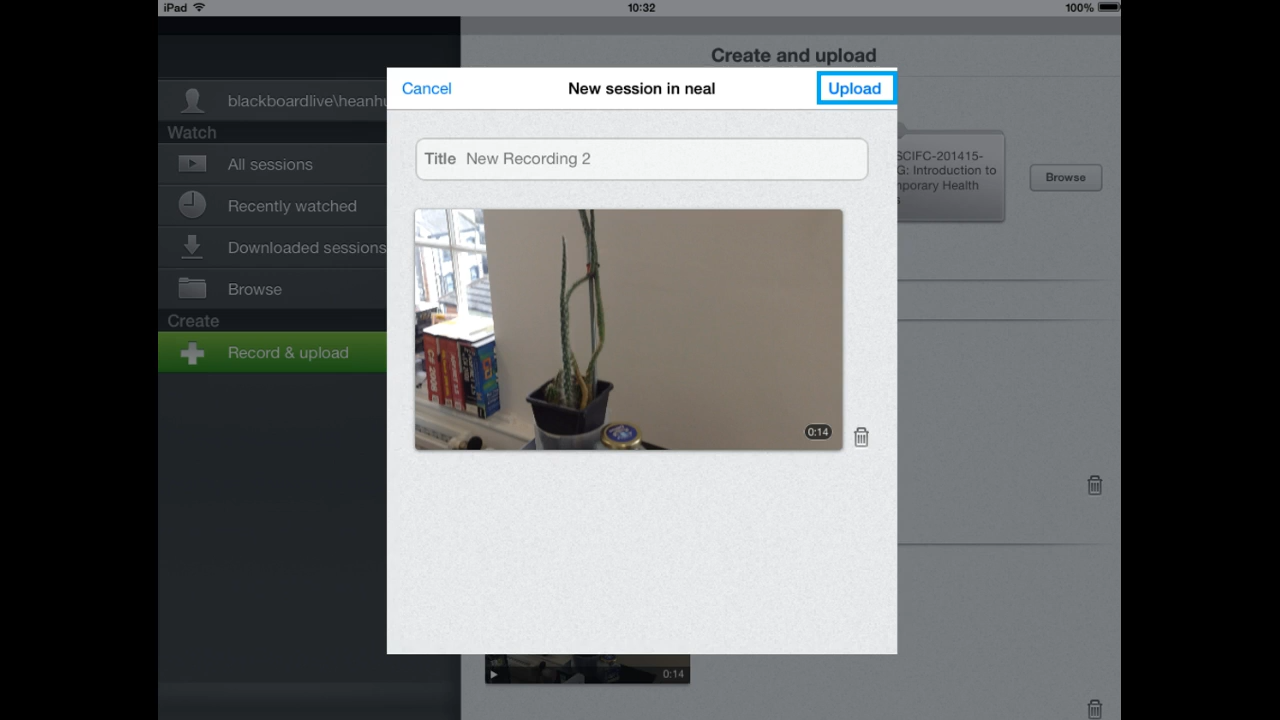 iPad 10:32 100%
Create and upload
Cancel New session in neal Upload
blackboardlive\heanhu
Watch
All sessions
Recently watched
Downloaded sessions
Browse
Create
Record & upload
Title New Recording 2
0:14
SCIFC-201415-
G: Introduction to
nporary Health
s
Browse
0:14